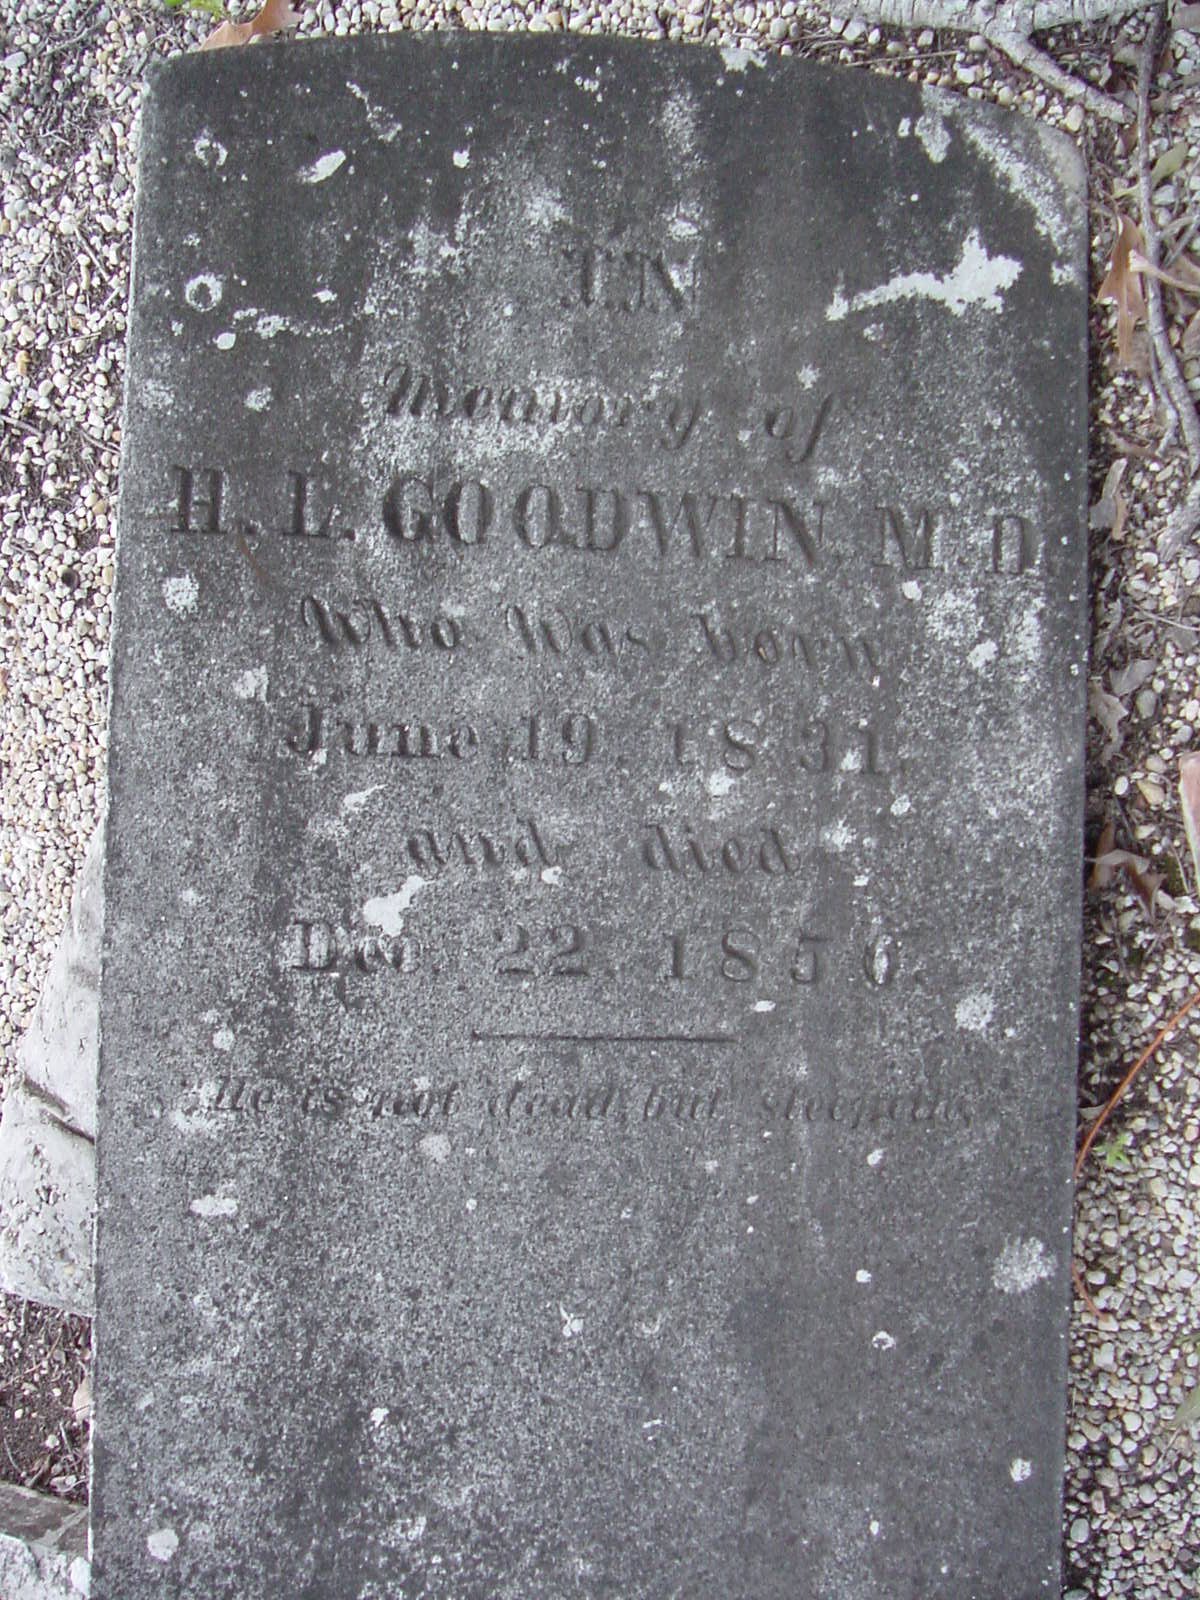 IN
Memory of
H. L. GOODWIN, M. D.
Who Was born
June 19. 1831.
and died
Dec 22. 1856.
He is not dead, but sleepeth.